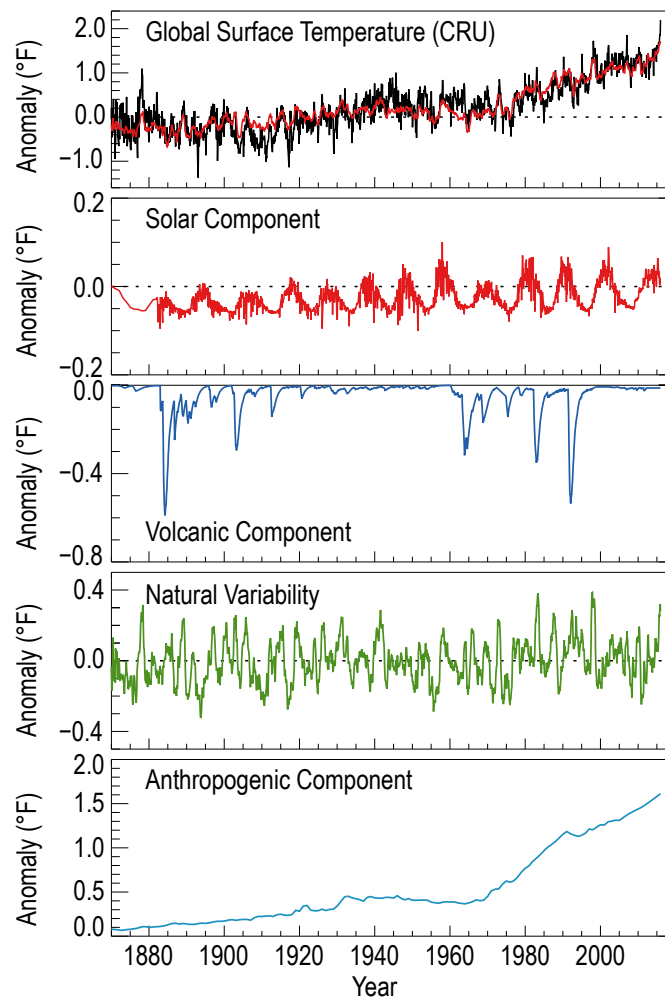 Global Surface Temperature (CRU)
Anomaly (°F)
2.0
1.0
0.0
−1.0
Solar Component
Anomaly (°F)
0.2
0.0
−0.2
Anomaly (°F)
0.0
−0.4
−0.8
Volcanic Component
Natural Variability
Anomaly (°F)
0.4
0.0
−0.4
Anthropogenic Component
Anomaly (°F)
2.0
1.5
1.0
0.5
0.0
1880 1900 1920 1940 1960 1980 2000
Year